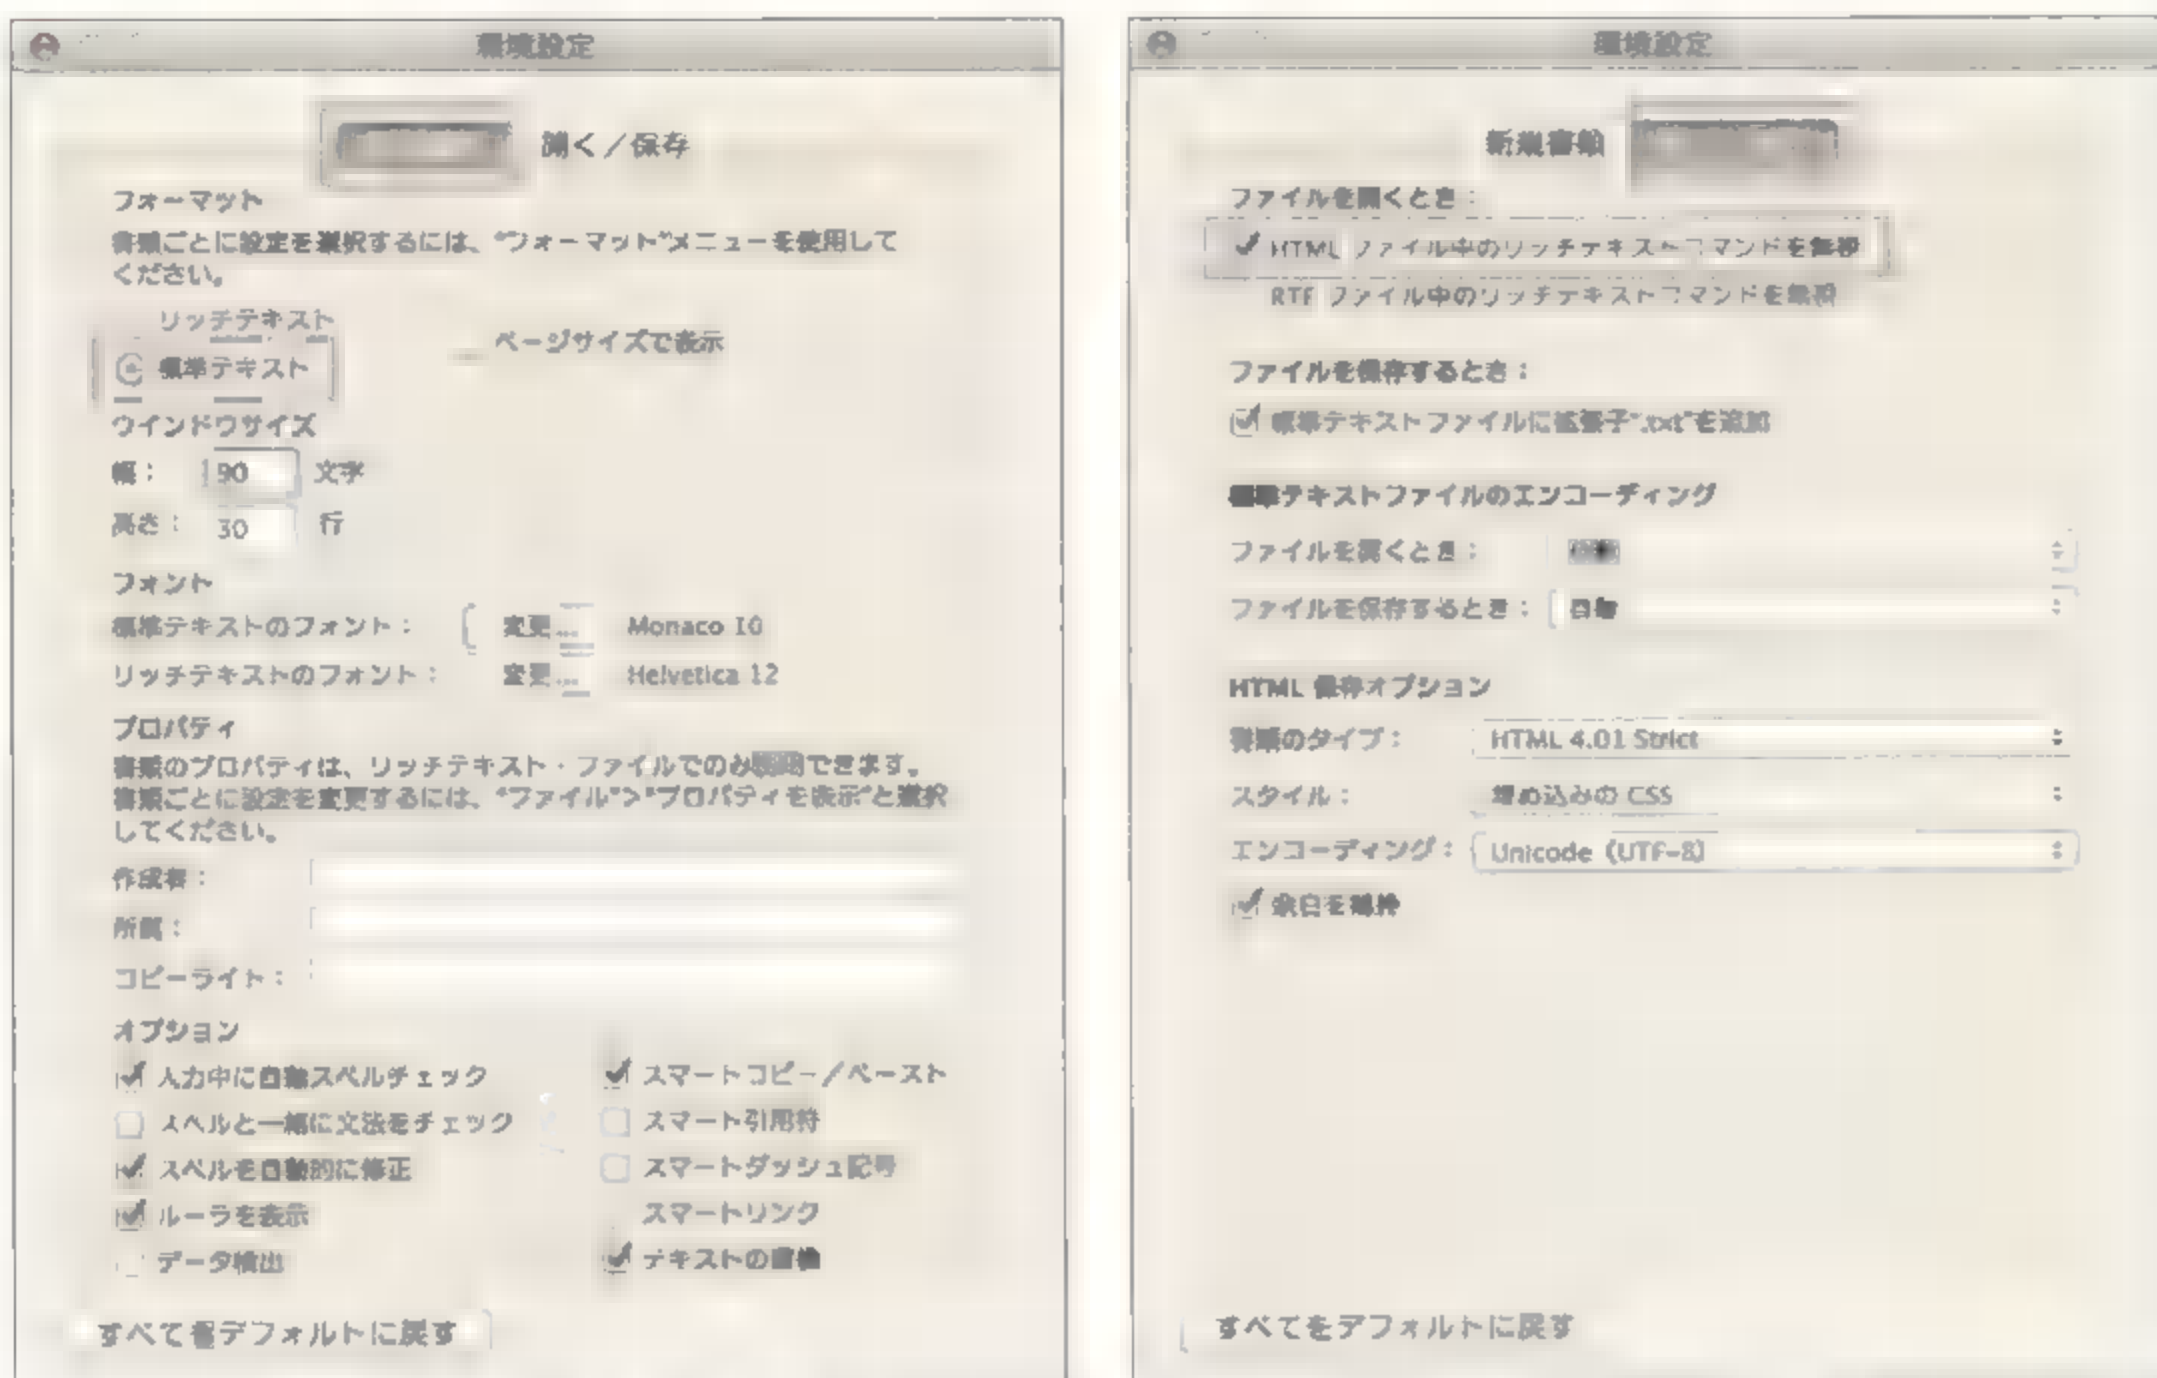 環境設定
開く/保存
フォーマット
書類ごとに設定を選択するには、"フォーマット"メニューを使用して
ください。
リッチテキスト
標準テキスト
ページサイズで表示
ウインドウサイズ
幅： 90 文字
高さ： 30 行
フォント
標準テキストのフォント： 変更... Monaco 10
リッチテキストのフォント： 変更... Helvetica 12
プロパティ
書類のプロパティは、リッチテキスト・ファイルでのみ使用できます。
書類ごとに設定を変更するには、"ファイル">"プロパティを表示"と選択
してください。
作成者：
所属：
コピーライト：
オプション
入力中に自動スペルチェック
スペルと一緒に文法をチェック
スペルを自動的に修正
ルーラを表示
データ検出
スマートコピー/ペースト
スマート引用符
スマートダッシュ記号
スマートリンク
テキストの置換
すべてをデフォルトに戻す
環境設定
新規書類
ファイルを開くとき：
HTML ファイル中のリッチテキストコマンドを無視
RTF ファイル中のリッチテキストコマンドを無視
ファイルを保存するとき：
標準テキストファイルに拡張子".txt"を追加
標準テキストファイルのエンコーディング
ファイルを開くとき：
ファイルを保存するとき： 自動
HTML 保存オプション
書類のタイプ： HTML 4.01 Strict
スタイル： 埋め込みの CSS
エンコーディング： Unicode (UTF-8)
余白を維持
すべてをデフォルトに戻す